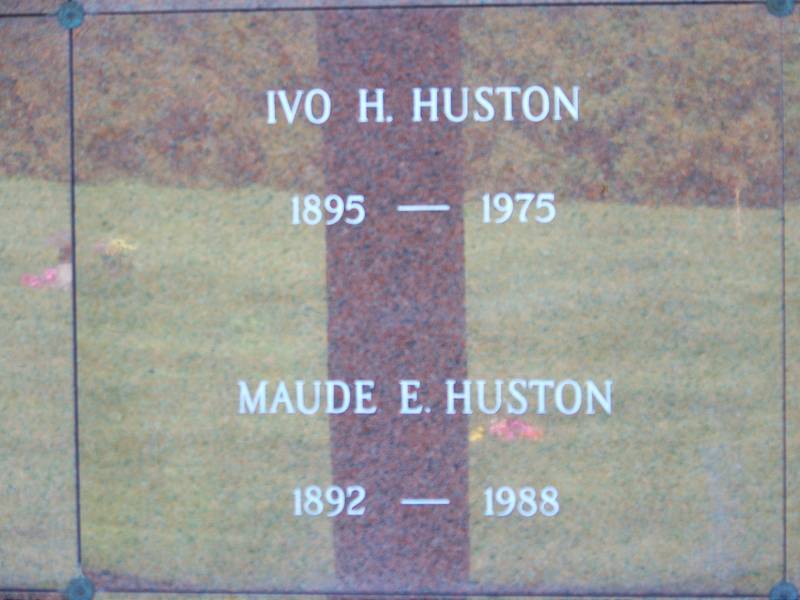 IVO H. HUSTON
1895 — 1975
MAUDE E. HUSTON
1892 — 1988